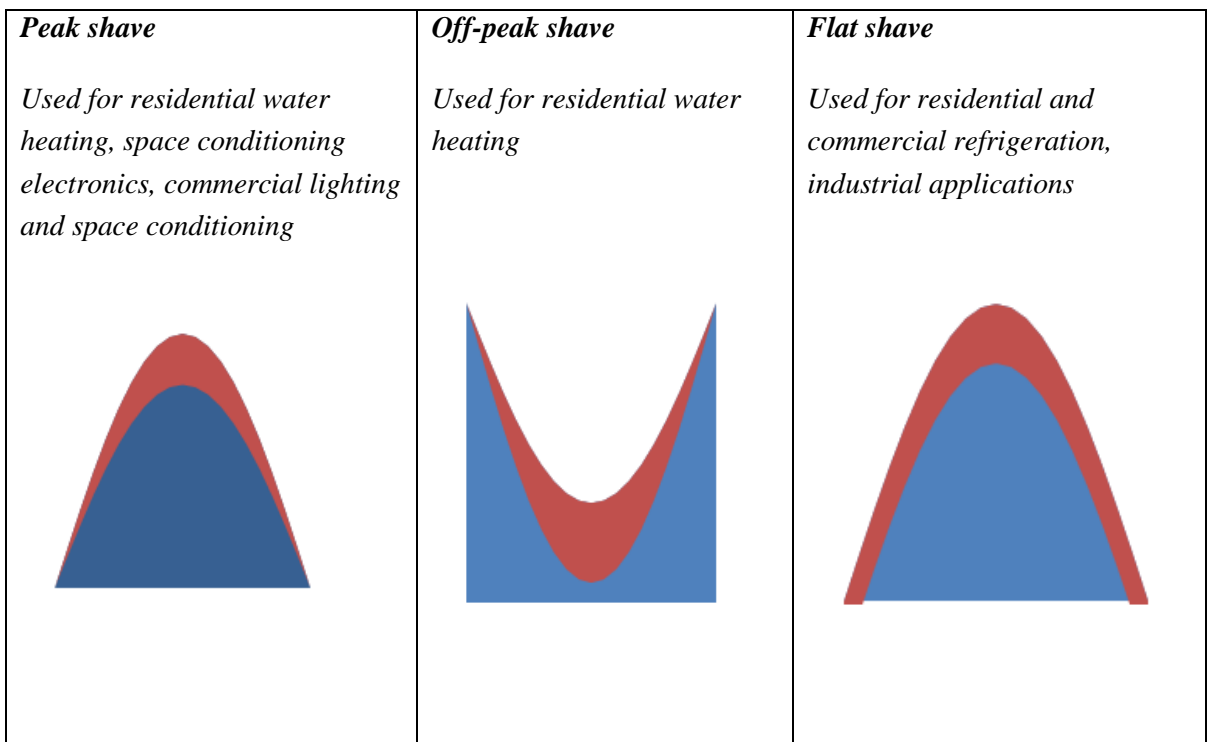 Peak shave
Used for residential water
heating, space conditioning
electronics, commercial lighting
and space conditioning
Off-peak shave
Used for residential water
heating
Flat shave
Used for residential and
commercial refrigeration,
industrial applications